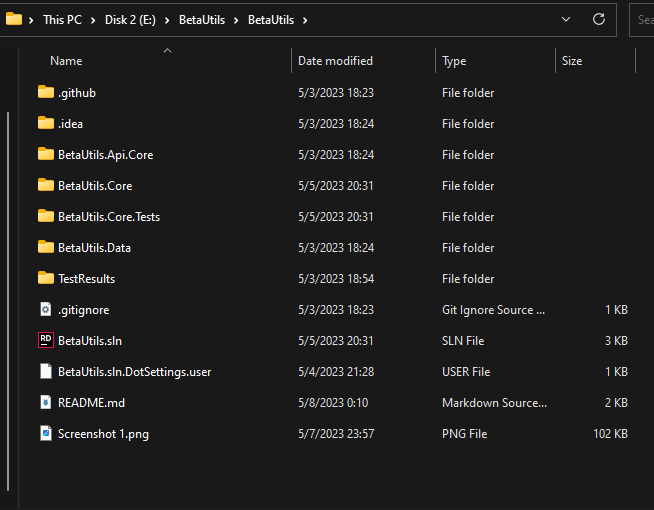 This PC > Disk 2 (E:) > BetaUtils > BetaUtils > Sea
Name Date modified Type Size
.github 5/3/2023 18:23 File folder
.idea 5/3/2023 18:24 File folder
BetaUtils.Api.Core 5/3/2023 18:24 File folder
BetaUtils.Core 5/5/2023 20:31 File folder
BetaUtils.Core.Tests 5/5/2023 20:31 File folder
BetaUtils.Data 5/3/2023 18:24 File folder
TestResults 5/3/2023 18:54 File folder
.gitignore 5/3/2023 18:23 Git Ignore Source ... 1 KB
RD BetaUtils.sln 5/5/2023 20:31 SLN File 3 KB
BetaUtils.sln.DotSettings.user 5/4/2023 21:28 USER File 2 KB
README.md 5/8/2023 0:10 Markdown Source... 2 KB
Screenshot 1.png 5/7/2023 23:57 PNG File 102 KB